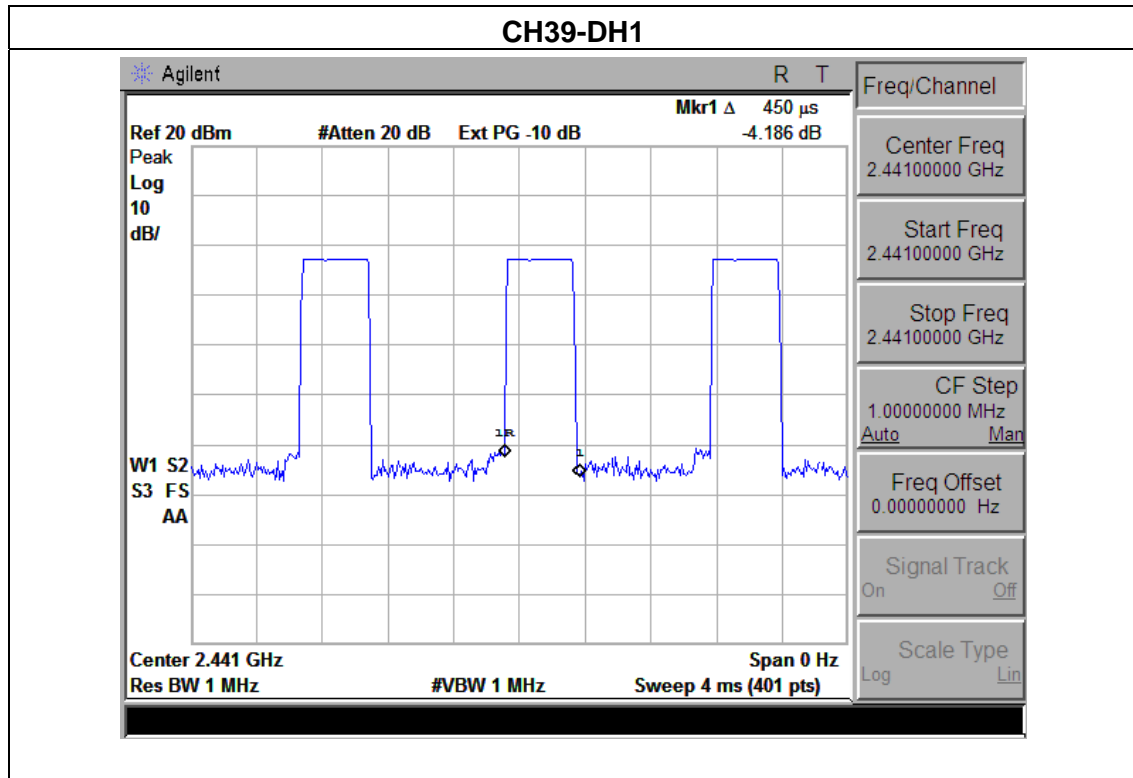 CH39-DH1
Agilent R T
Mkr1 Δ 450 µs
Ref 20 dBm #Atten 20 dB Ext PG -10 dB -4.186 dB
Peak
Log
10
dB/
1R
1
W1 S2
S3 FS
AA
Center 2.441 GHz Span 0 Hz
Res BW 1 MHz #VBW 1 MHz Sweep 4 ms (401 pts)
Freq/Channel
Center Freq
2.44100000 GHz
Start Freq
2.44100000 GHz
Stop Freq
2.44100000 GHz
CF Step
1.00000000 MHz
Auto Man
Freq Offset
0.00000000 Hz
Signal Track
On Off
Scale Type
Log Lin